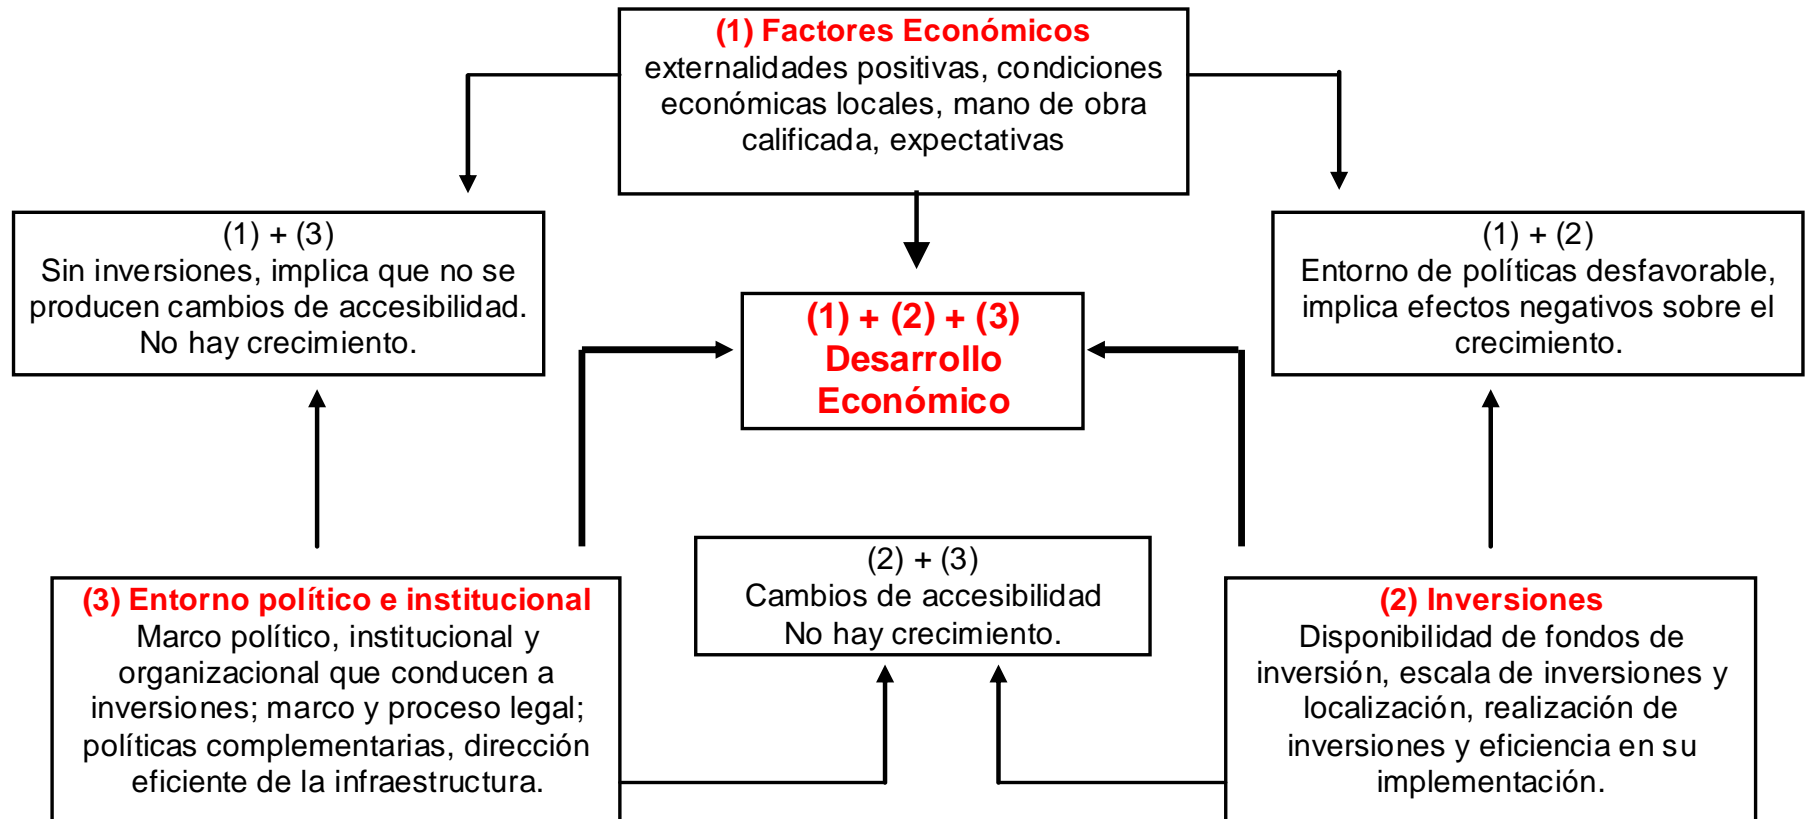 (1) Factores Económicos
externalidades positivas, condiciones
económicas locales, mano de obra
calificada, expectativas
(1) + (3)
Sin inversiones, implica que no se
producen cambios de accesibilidad.
No hay crecimiento.
(1) + (2) + (3)
Desarrollo
Económico
(1) + (2)
Entorno de políticas desfavorable,
implica efectos negativos sobre el
crecimiento.
(3) Entorno político e institucional
Marco político, institucional y
organizacional que conducen a
inversiones; marco y proceso legal;
políticas complementarias, dirección
eficiente de la infraestructura.
(2) + (3)
Cambios de accesibilidad
No hay crecimiento.
(2) Inversiones
Disponibilidad de fondos de
inversión, escala de inversiones y
localización, realización de
inversiones y eficiencia en su
implementación.